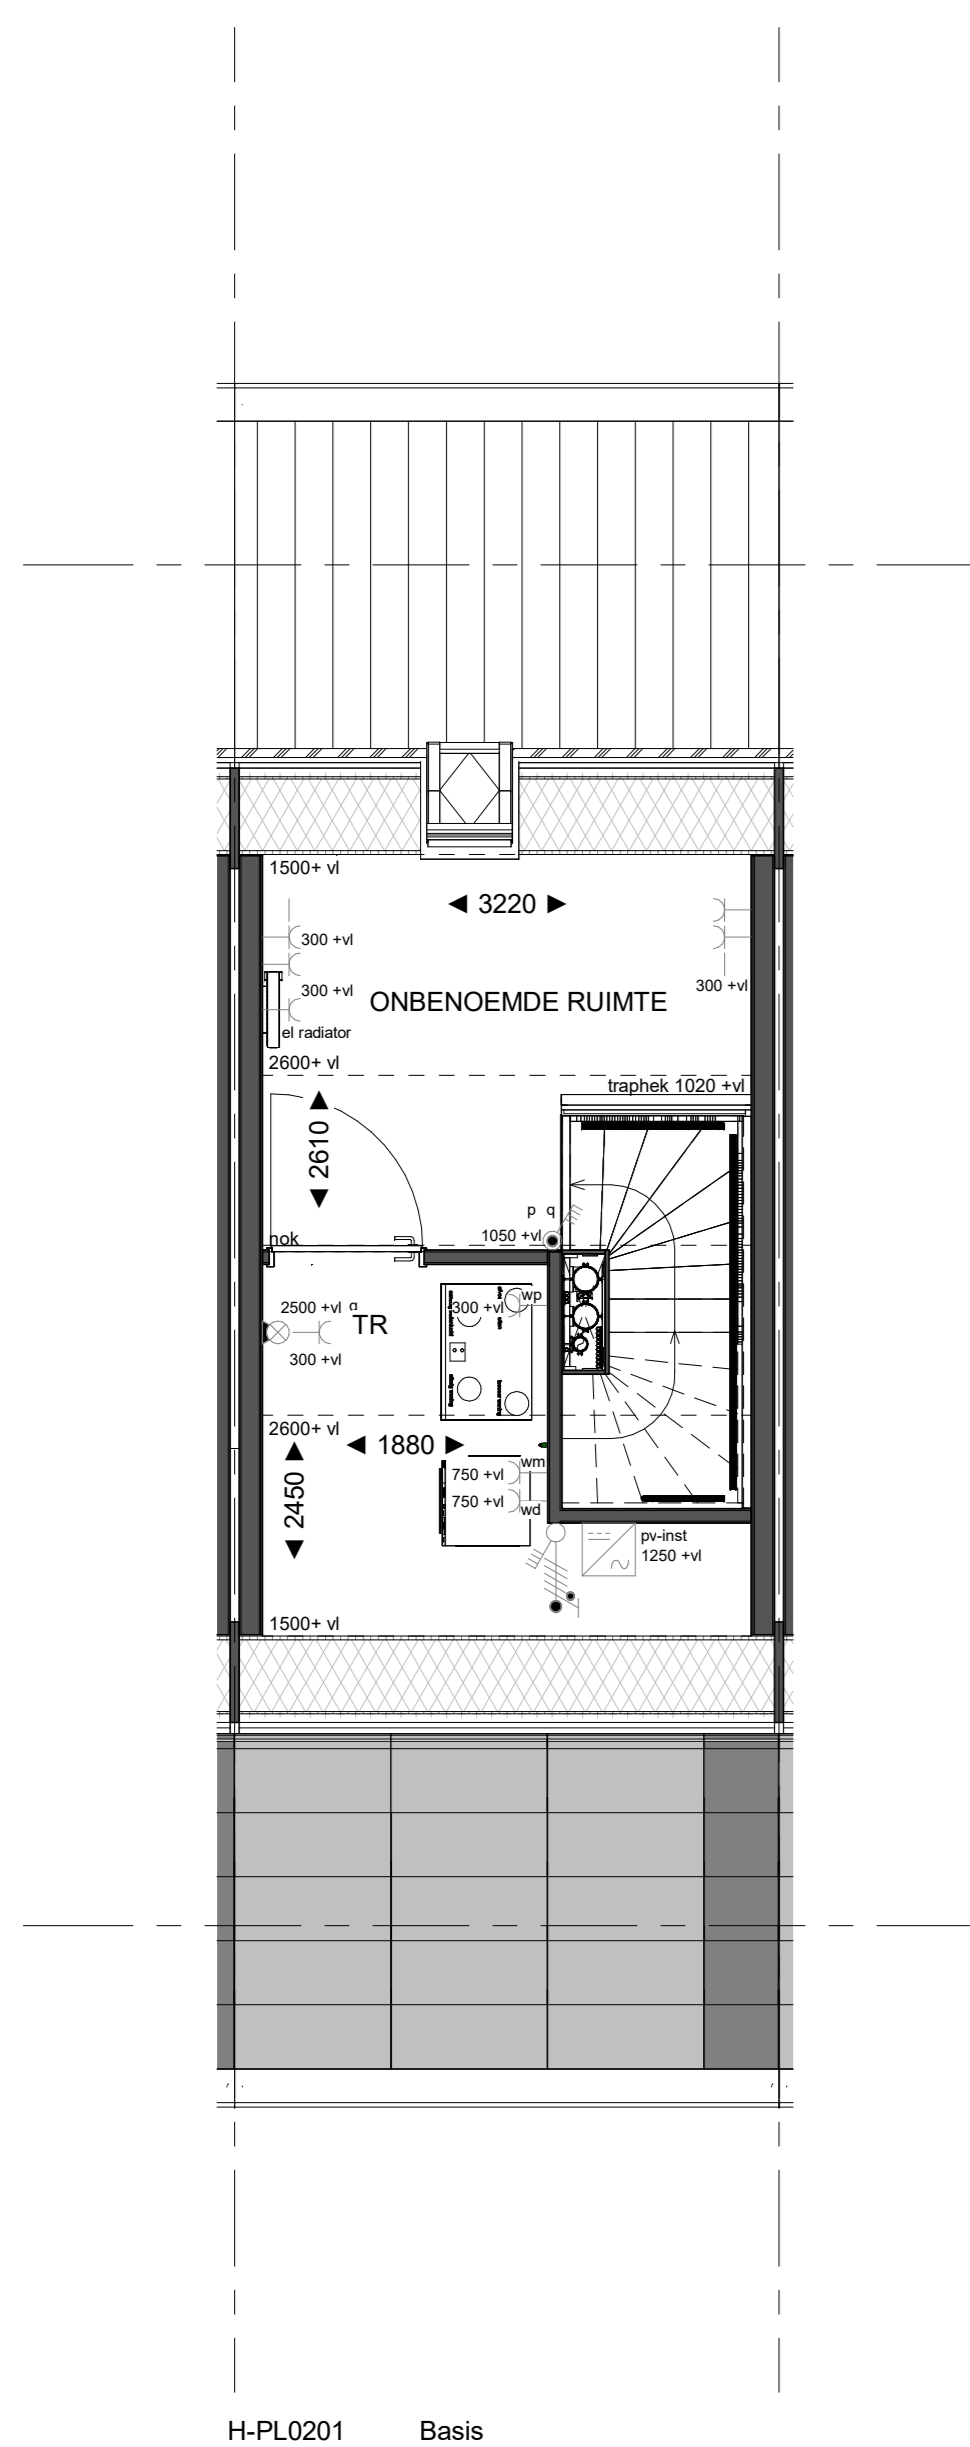 1500+ vl
◄ 3220 ►
300 +vl
300 +vl
300 +vl
ONBENOEMDE RUIMTE
el radiator
2600+ vl
traphek 1020 +vl
◄ 2610 ►
p q
1050 +vl
nok
wp
2500 +vl
300 +vl
TR
300 +vl
2600+ vl
◄ 1880 ►
wm
750 +vl
750 +vl
wd
◄ 2450 ►
pv-inst
1250 +vl
1500+ vl
H-PL0201 Basis